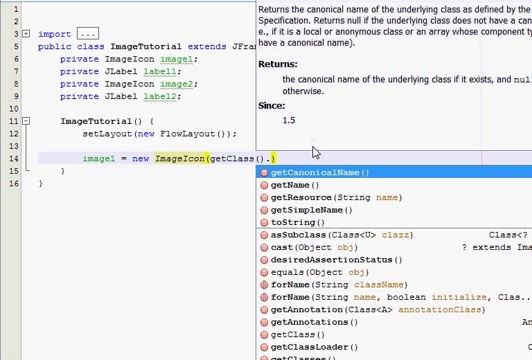 1
2
3 import ...
5 public class ImageTutorial extends JFra
6 private ImageIcon image1;
7 private JLabel label1;
8 private ImageIcon image2;
9 private JLabel label2;
10
11 ImageTutorial() {
12 setLayout(new FlowLayout());
13
14 image1 = new ImageIcon(getClass().)
15 }
16 }
Returns the canonical name of the underlying class as defined by the
Specification. Returns null if the underlying class does not have a can
e., if it is a local or anonymous class or an array whose component ty
have a canonical name).
Returns:
the canonical name of the underlying class if it exists, and nul
otherwise.
Since:
1.5
getCanonicalName()
getName()
getResource(String name)
getSimpleName()
toString()
asSubclass(Class<U> clazz) Class<?
cast(Object obj) ? extends Ima
desiredAssertionStatus()
equals(Object obj)
forName(String className)
forName(String name, boolean initialize, Clas...
getAnnotation(Class<A> annotationClass)
getAnnotations() An
getClass()
getClassLoader()
getClasses()